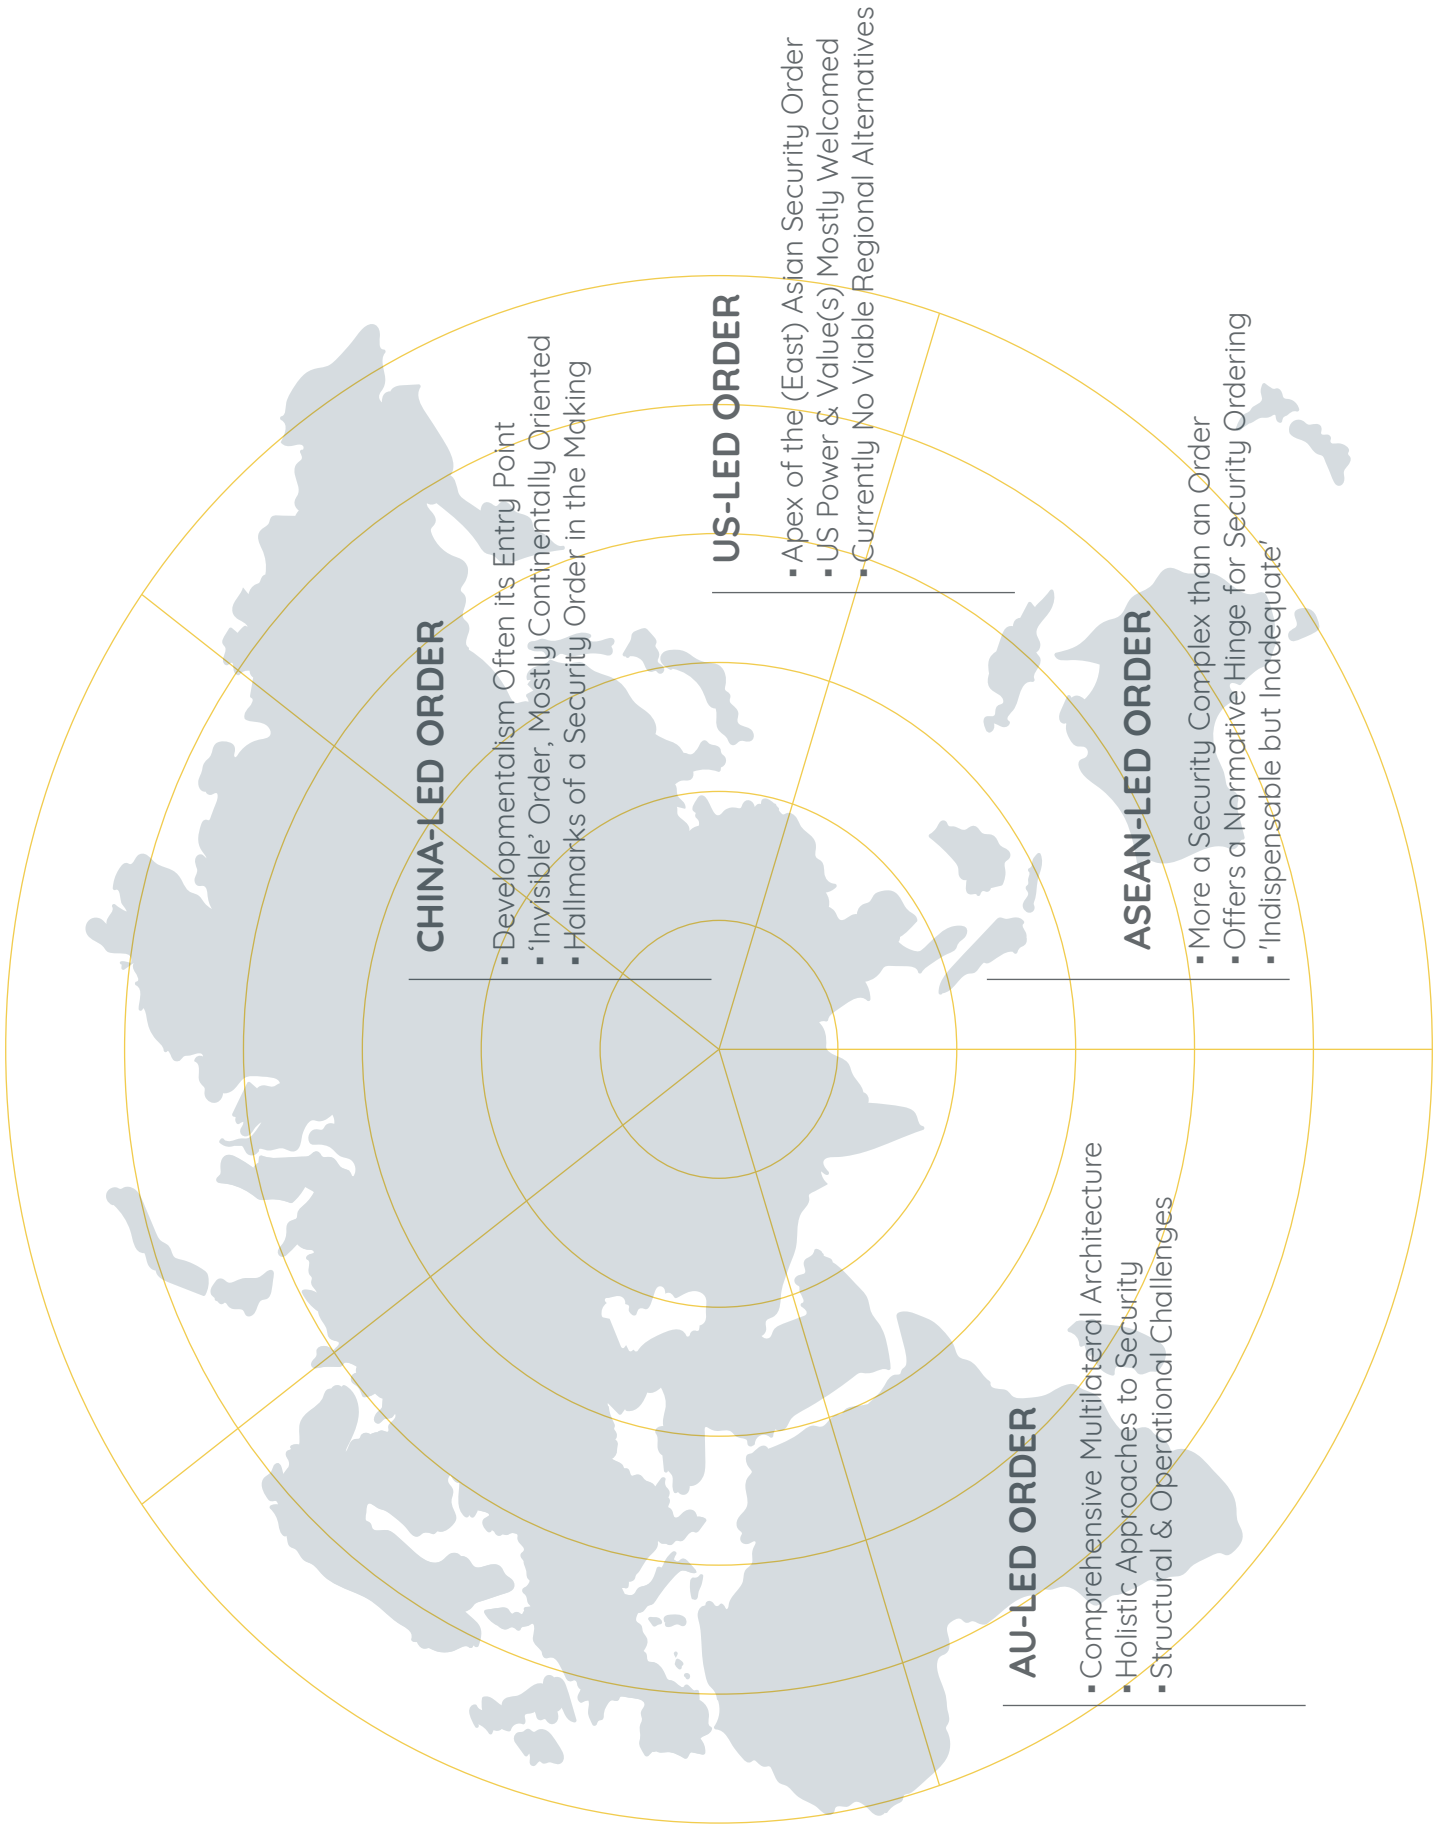 CHINA-LED ORDER
▪ Developmentalism Often its Entry Point
▪ ‘Invisible’ Order, Mostly Continentally Oriented
▪ Hallmarks of a Security Order in the Making
US-LED ORDER
▪ Apex of the (East) Asian Security Order
▪ US Power & Value(s) Mostly Welcomed
▪ Currently No Viable Regional Alternatives
AU-LED ORDER
▪ Comprehensive Multilateral Architecture
▪ Holistic Approaches to Security
▪ Structural & Operational Challenges
ASEAN-LED ORDER
▪ More a Security Complex than an Order
▪ Offers a Normative Hinge for Security Ordering
▪ ’Indispensable but Inadequate’